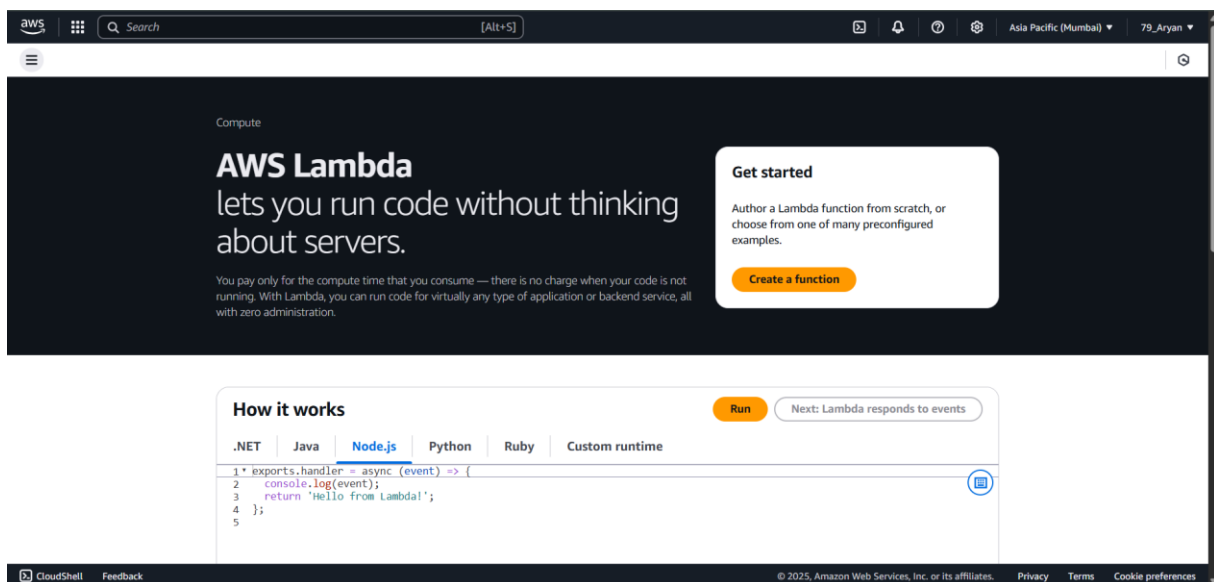 aws
Search
[Alt+S]
Asia Pacific (Mumbai)
79_Aryan
Compute
AWS Lambda
lets you run code without thinking
about servers.
You pay only for the compute time that you consume — there is no charge when your code is not
running. With Lambda, you can run code for virtually any type of application or backend service, all
with zero administration.
Get started
Author a Lambda function from scratch, or
choose from one of many preconfigured
examples.
Create a function
How it works
Run
Next: Lambda responds to events
.NET
Java
Node.js
Python
Ruby
Custom runtime
1 exports.handler = async (event) => {
2 console.log(event);
3 return 'Hello from Lambda!';
4 };
5
CloudShell
Feedback
© 2025, Amazon Web Services, Inc. or its affiliates.
Privacy
Terms
Cookie preferences